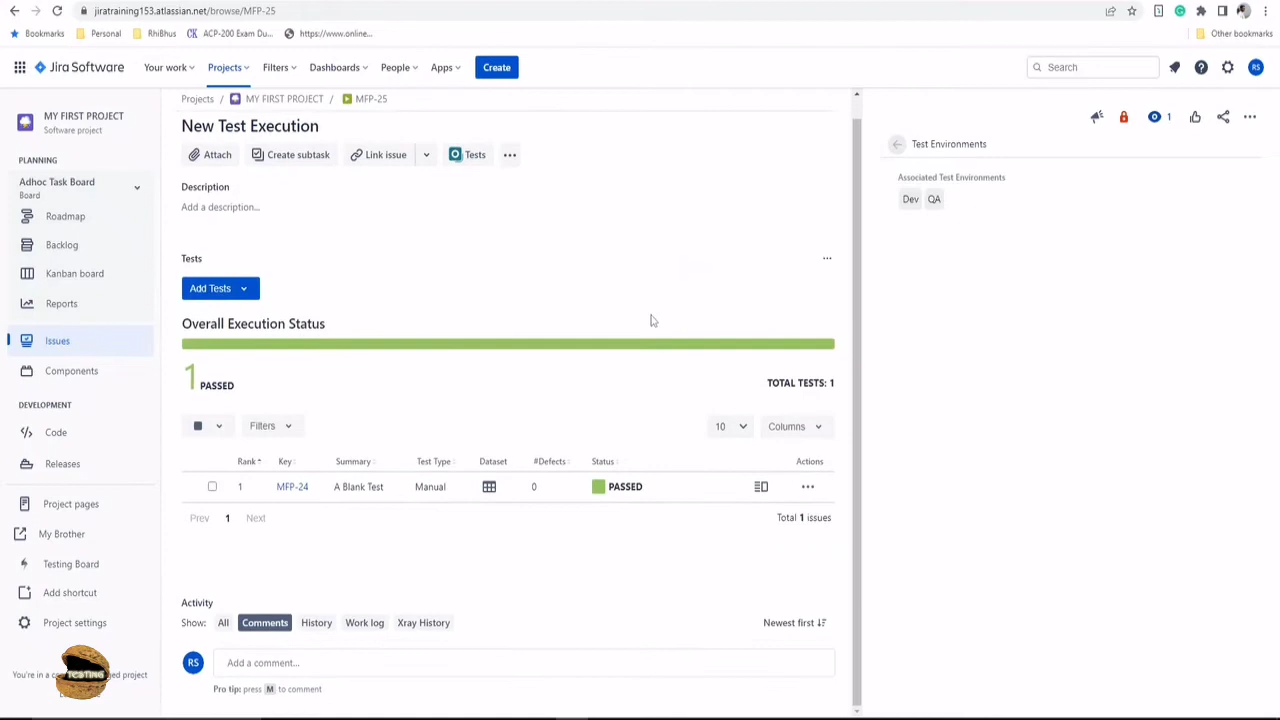 jiratraining153.atlassian.net/browse/MFP-25
Bookmarks Personal RhiBhus CK ACP-200 Exam Du... https://www.online... Other bookmarks
Jira Software Your work Projects Filters Dashboards People Apps Create Search RS
MY FIRST PROJECT
Software project
PLANNING
Adhoc Task Board
Board
Roadmap
Backlog
Kanban board
Reports
Issues
Components
DEVELOPMENT
Code
Releases
Project pages
My Brother
Testing Board
Add shortcut
Project settings
You're in a c
TESTING
ed project
Projects / MY FIRST PROJECT / MFP-25
New Test Execution
Attach Create subtask Link issue Tests
Description
Add a description...
Tests
Add Tests
Overall Execution Status
1 PASSED TOTAL TESTS: 1
Filters 10 Columns
Rank Key Summary Test Type Dataset #Defects Status Actions
1 MFP-24 A Blank Test Manual 0 PASSED
Prev 1 Next Total 1 issues
Activity
Show: All Comments History Work log Xray History Newest first
RS Add a comment...
Pro tip: press M to comment
1
Test Environments
Associated Test Environments
Dev QA